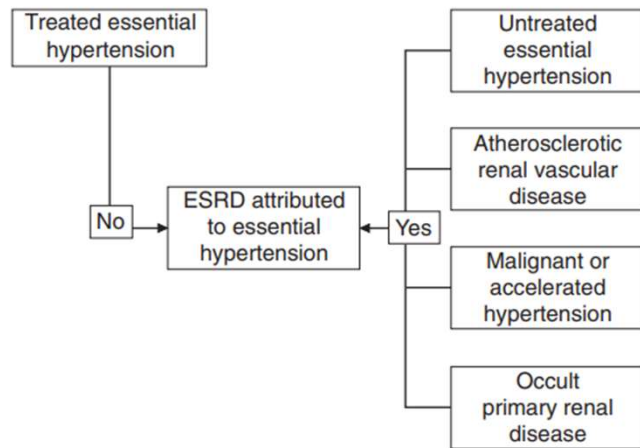 Treated essential
hypertension
No
ESRD attributed
to essential
hypertension
Yes
Untreated
essential
hypertension
Atherosclerotic
renal vascular
disease
Malignant or
accelerated
hypertension
Occult
primary renal
disease